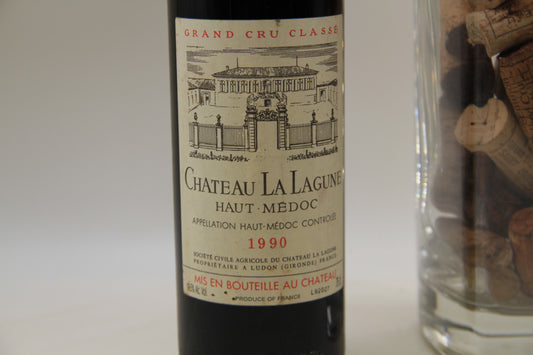 GRAND CRU CLASSÉ
CHATEAU LA LAGUNE
HAUT-MÉDOC
APPELLATION HAUT-MÉDOC CONTROLÉE
1990
SOCIÉTÉ CIVILE AGRICOLE DU CHATEAU LA LAGUNE
PROPRIÉTAIRE A LUDON (GIRONDE) FRANCE
MIS EN BOUTEILLE AU CHATEAU
PRODUCE OF FRANCE